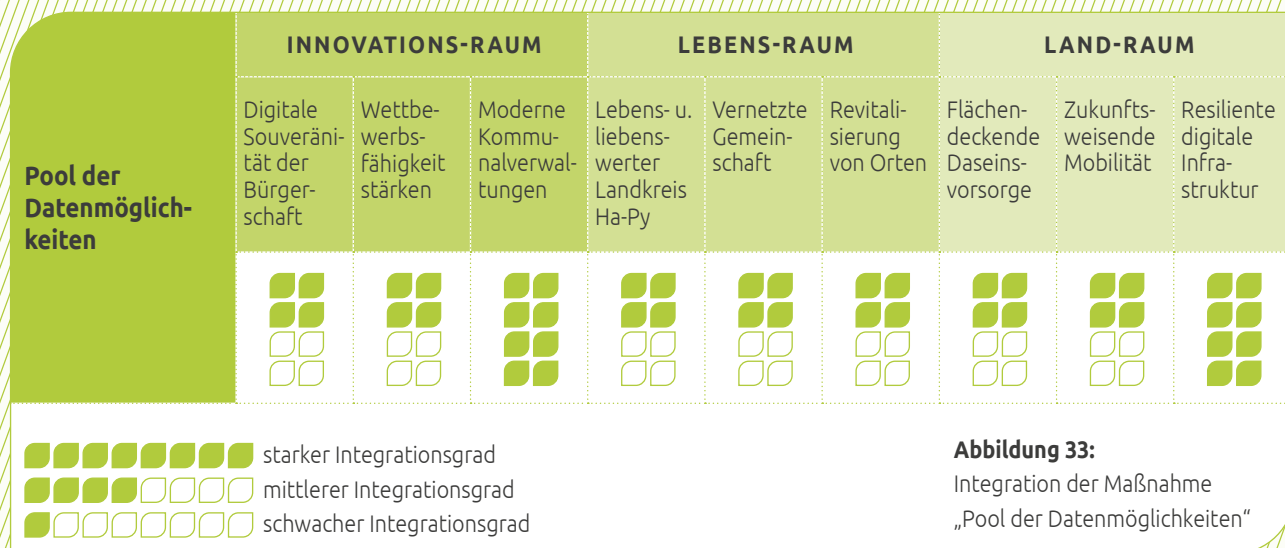 INNOVATIONS-RAUM
LEBENS-RAUM
LAND-RAUM
Pool der
Datenmöglich-
keiten
Digitale
Souveräni-
tät der
Bürger-
schaft
Wettbe-
werbs-
fähigkeit
stärken
Moderne
Kommu-
nalverwal-
tungen
Lebens- u.
liebens-
werter
Landkreis
Ha-Py
Vernetzte
Gemein-
schaft
Revitali-
sierung
von Orten
Flächen-
deckende
Daseins-
vorsorge
Zukunfts-
weisende
Mobilität
Resiliente
digitale
Infra-
struktur
starker Integrationsgrad
mittlerer Integrationsgrad
schwacher Integrationsgrad
Abbildung 33:
Integration der Maßnahme
„Pool der Datenmöglichkeiten“